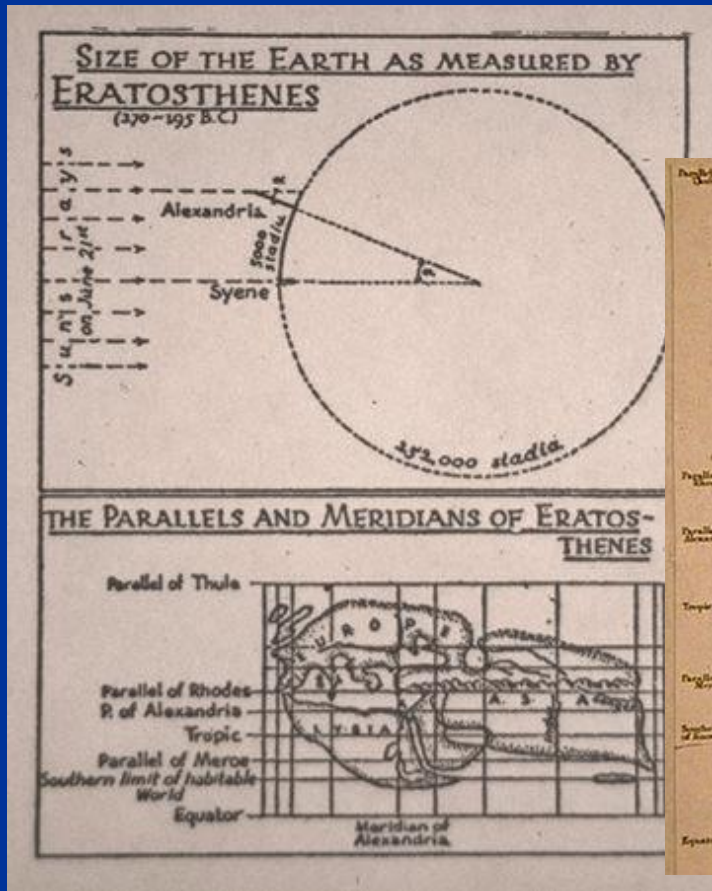 SIZE OF THE EARTH AS MEASURED BY
ERATOSTHENES
(270-195 B.C)
Sun's rays
on June 21st
Alexandria
5000
stadia
Syene
252,000 stadia
THE PARALLELS AND MERIDIANS OF ERATOS-
THENES
Parallel of Thule
EUROPE
Parallel of Rhodes
P. of Alexandria
LYBIA
ASIA
Tropic
Parallel of Meroe
Southern limit of habitable
World
Equator
Meridian of
Alexandria
Tropic
Equator